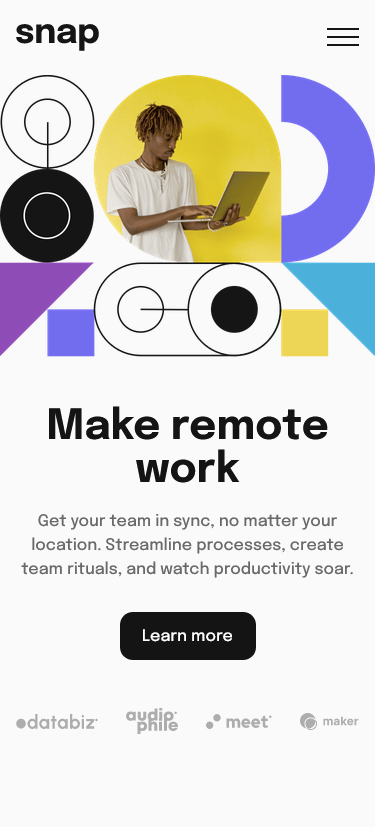 snap
Make remote
work
Get your team in sync, no matter your
location. Streamline processes, create
team rituals, and watch productivity soar.
Learn more
databiz
audio
phile
meet
maker